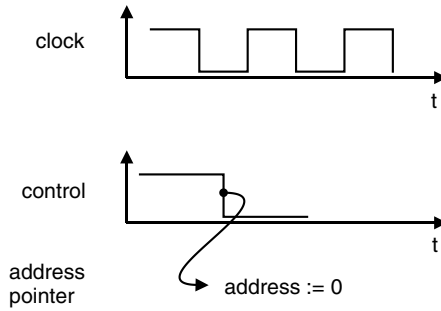 clock
t
control
t
address
pointer
address := 0